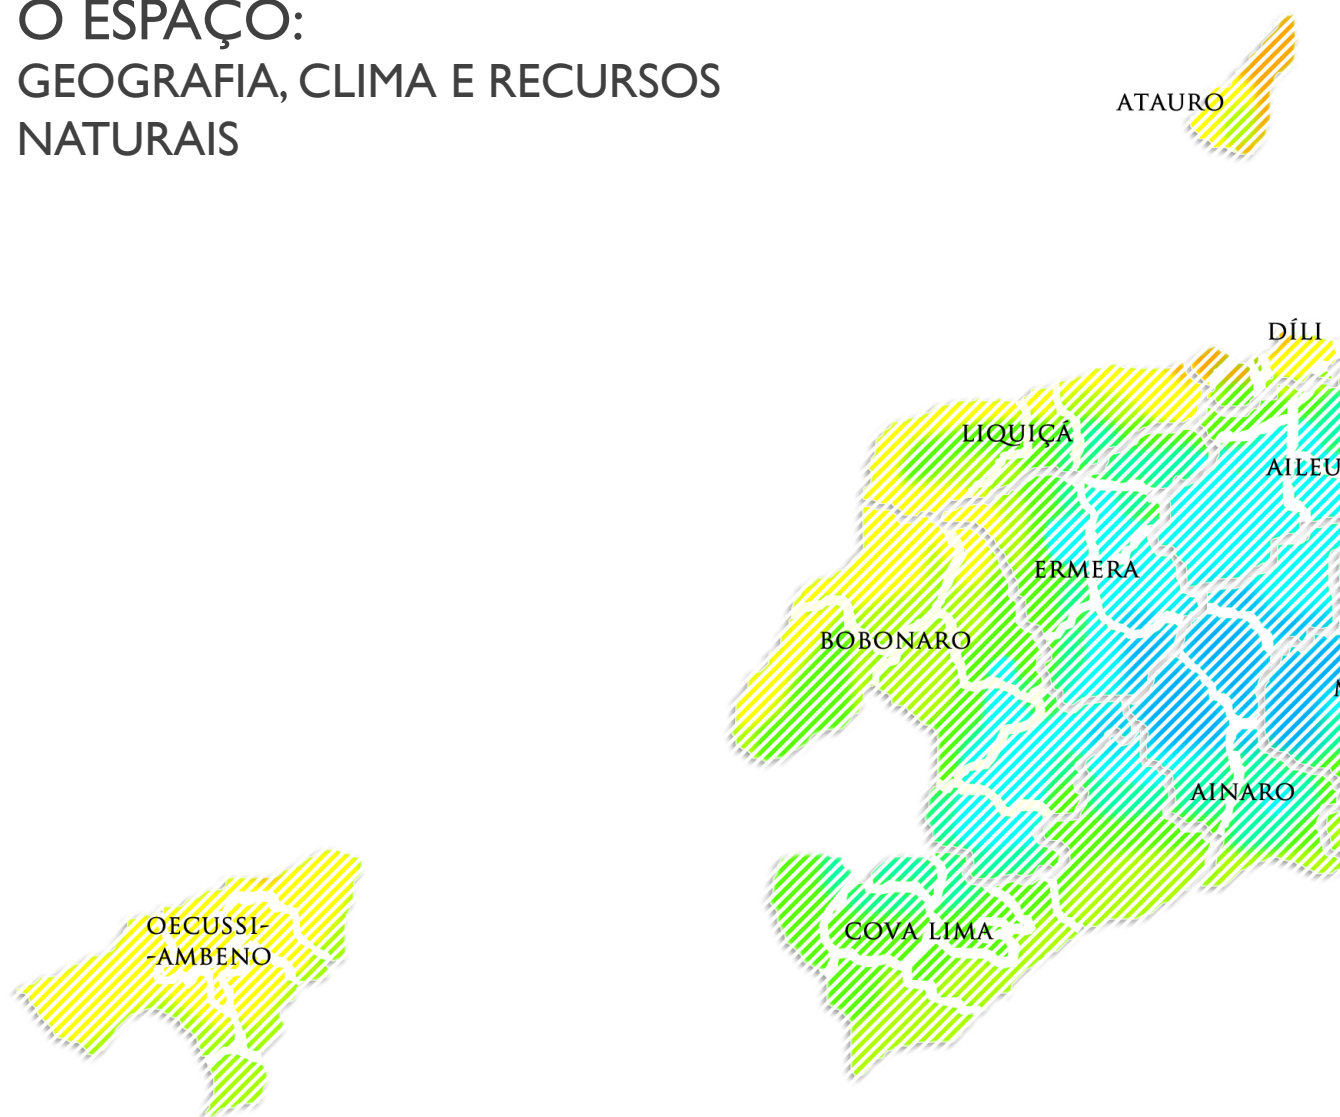 O ESPAÇO:
GEOGRAFIA, CLIMA E RECURSOS
NATURAIS
ATAURO
DÍLI
LIQUIÇÁ
AILEU
ERMERA
BOBONARO
AINARO
OECUSSI-
-AMBENO
COVA LIMA